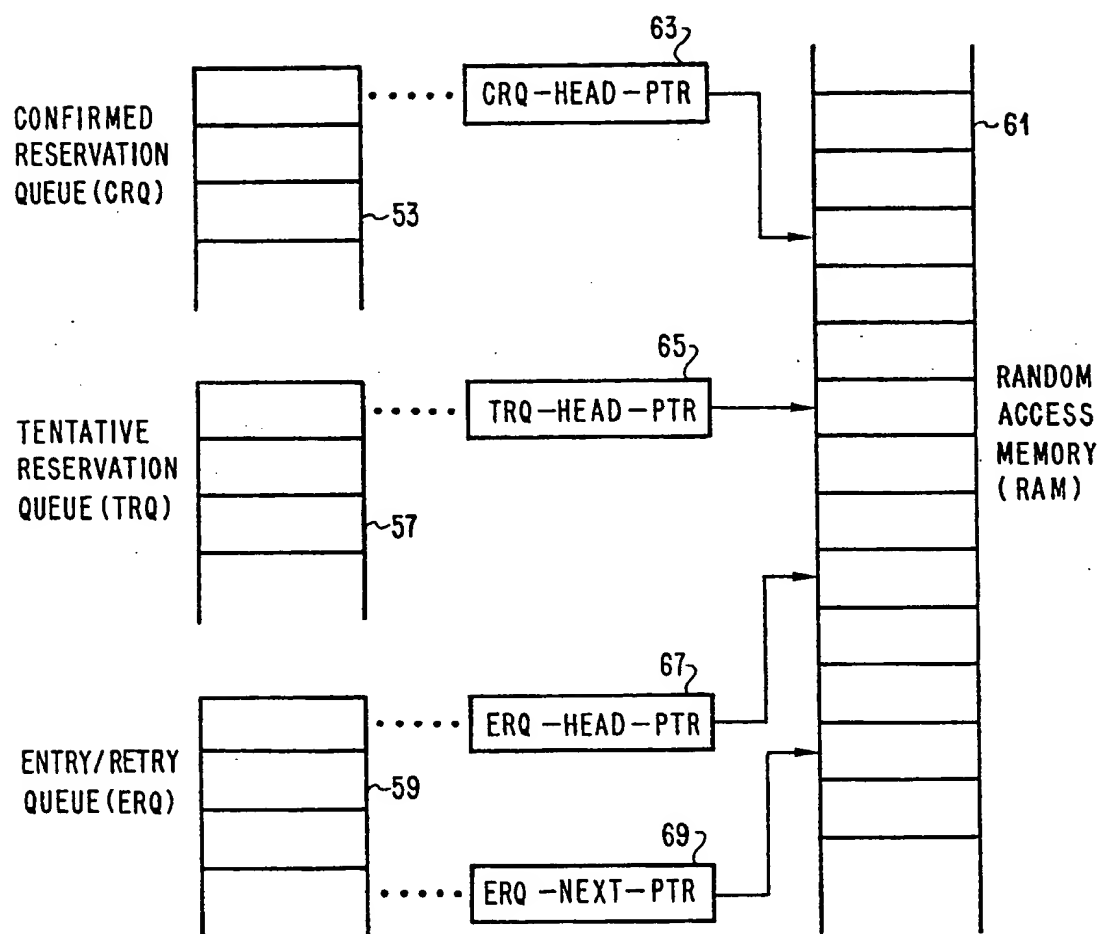 63
CRQ-HEAD-PTR
61
CONFIRMED
RESERVATION
QUEUE (CRQ)
53
65
TRQ-HEAD-PTR
RANDOM
ACCESS
MEMORY
(RAM)
TENTATIVE
RESERVATION
QUEUE (TRQ)
57
67
ERQ-HEAD-PTR
ENTRY/RETRY
QUEUE (ERQ)
59
69
ERQ-NEXT-PTR